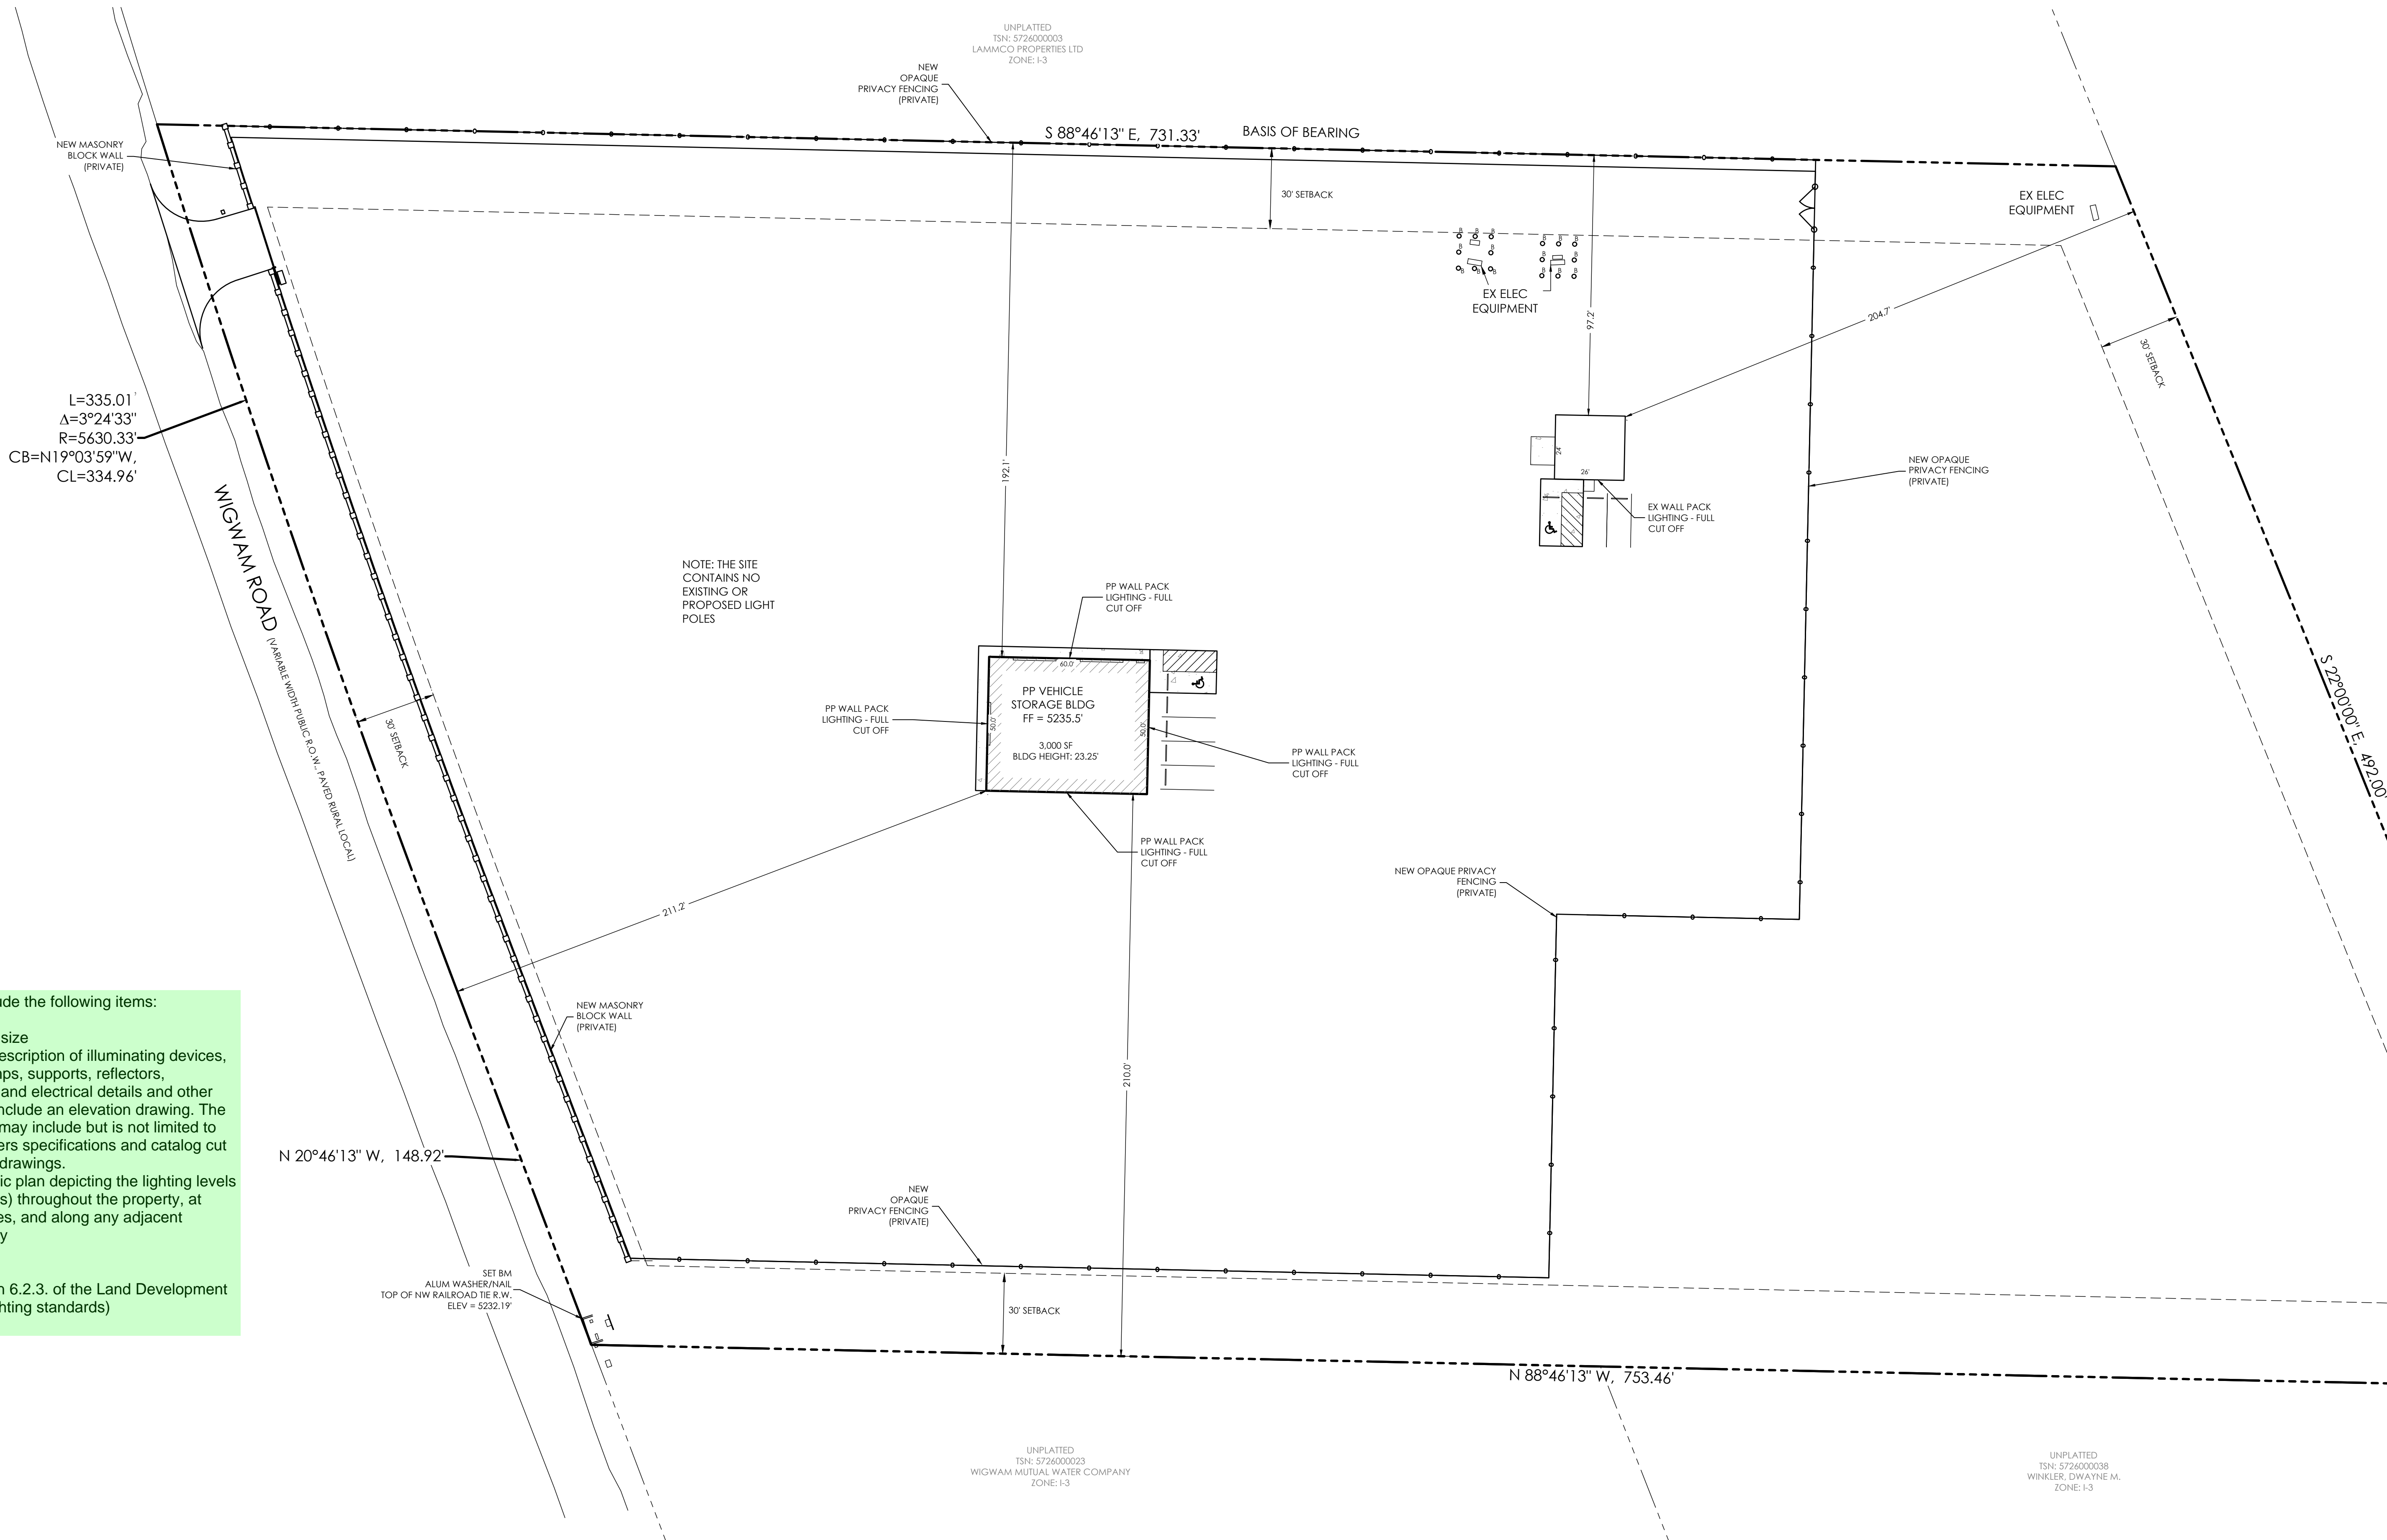 UNPLATTED
TSN: 5726000003
LAMMCO PROPERTIES LTD
ZONE: I-3
NEW
OPAQUE
PRIVACY FENCING
(PRIVATE)
S 88°46'13" E, 731.33'
BASIS OF BEARING
NEW MASONRY
BLOCK WALL
(PRIVATE)
30' SETBACK
EX ELEC
EQUIPMENT
B B B
B B
B B B
B B B
B B
B B B
EX ELEC
EQUIPMENT
97.2'
204.7'
30' SETBACK
L=335.01'
Δ=3°24'33"
R=5630.33'
CB=N19°03'59"W,
CL=334.96'
192.1'
24'
26'
NEW OPAQUE
PRIVACY FENCING
(PRIVATE)
EX WALL PACK
LIGHTING - FULL
CUT OFF
WIGWAM ROAD
(VARIABLE WIDTH PUBLIC R.O.W., PAVED RURAL LOCAL)
NOTE: THE SITE
CONTAINS NO
EXISTING OR
PROPOSED LIGHT
POLES
PP WALL PACK
LIGHTING - FULL
CUT OFF
60.0'
PP VEHICLE
STORAGE BLDG
FF = 5235.5'
3,000 SF
BLDG HEIGHT: 23.25'
50.0'
50.0'
PP WALL PACK
LIGHTING - FULL
CUT OFF
PP WALL PACK
LIGHTING - FULL
CUT OFF
PP WALL PACK
LIGHTING - FULL
CUT OFF
30' SETBACK
S 22°00'00" E, 492.00'
NEW OPAQUE PRIVACY
FENCING
(PRIVATE)
211.2'
NEW MASONRY
BLOCK WALL
(PRIVATE)
210.0'
ude the following items:
size
escription of illuminating devices,
ps, supports, reflectors,
and electrical details and other
nclude an elevation drawing. The
may include but is not limited to
ers specifications and catalog cut
drawings.
ic plan depicting the lighting levels
s) throughout the property, at
es, and along any adjacent
y
n 6.2.3. of the Land Development
hting standards)
N 20°46'13" W, 148.92'
NEW
OPAQUE
PRIVACY FENCING
(PRIVATE)
SET BM
ALUM WASHER/NAIL
TOP OF NW RAILROAD TIE R.W.
ELEV = 5232.19'
30' SETBACK
N 88°46'13" W, 753.46'
UNPLATTED
TSN: 5726000023
WIGWAM MUTUAL WATER COMPANY
ZONE: I-3
UNPLATTED
TSN: 5726000038
WINKLER, DWAYNE M.
ZONE: I-3